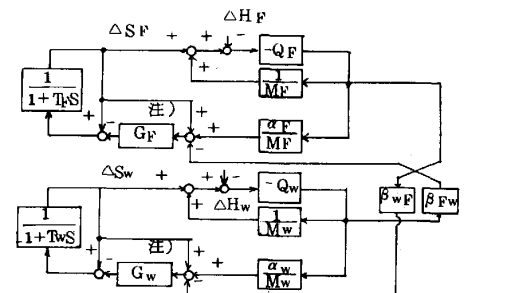 △HF
△SF + + -
-QF
+
1
1+TFS
1
MF
注)
+ - + +
GF
αF
MF
-
△Sw + + -
-Qw
βwF βFw
+ △Hw
1
1+TwS
1
Mw
注)
+ - + +
Gw
αw
Mw
-